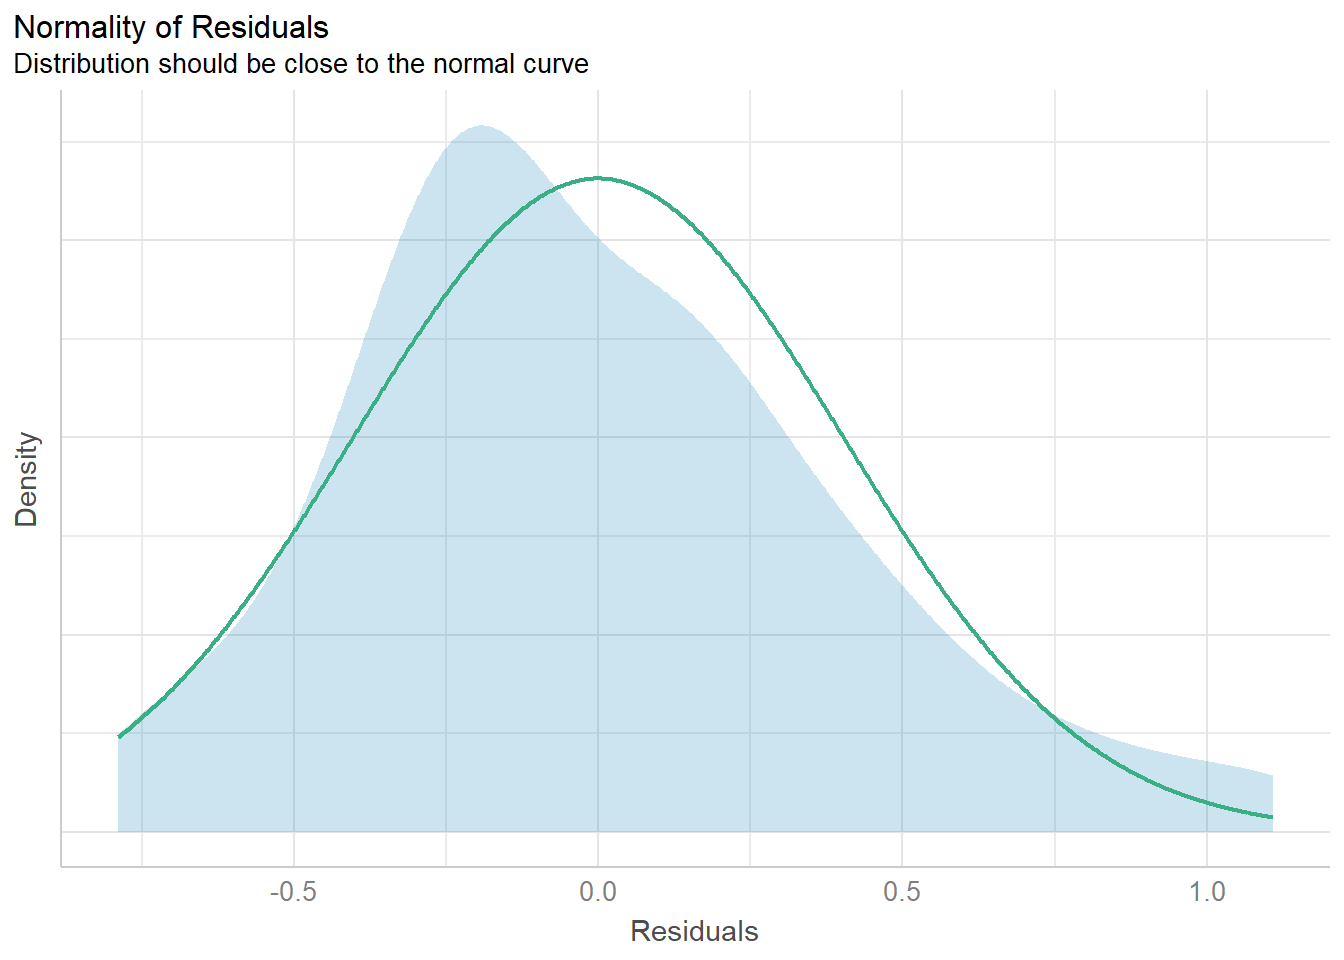 Normality of Residuals
Distribution should be close to the normal curve
Density
-0.5 0.0 0.5 1.0
Residuals